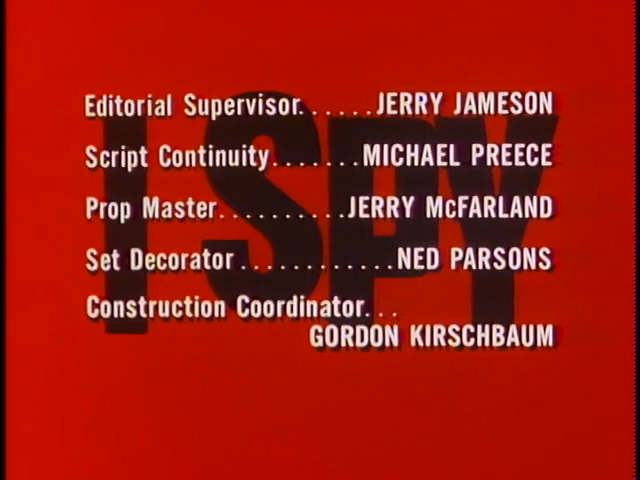 I SPY
Editorial Supervisor......JERRY JAMESON
Script Continuity.......MICHAEL PREECE
Prop Master..........JERRY McFARLAND
Set Decorator............NED PARSONS
Construction Coordinator...
GORDON KIRSCHBAUM